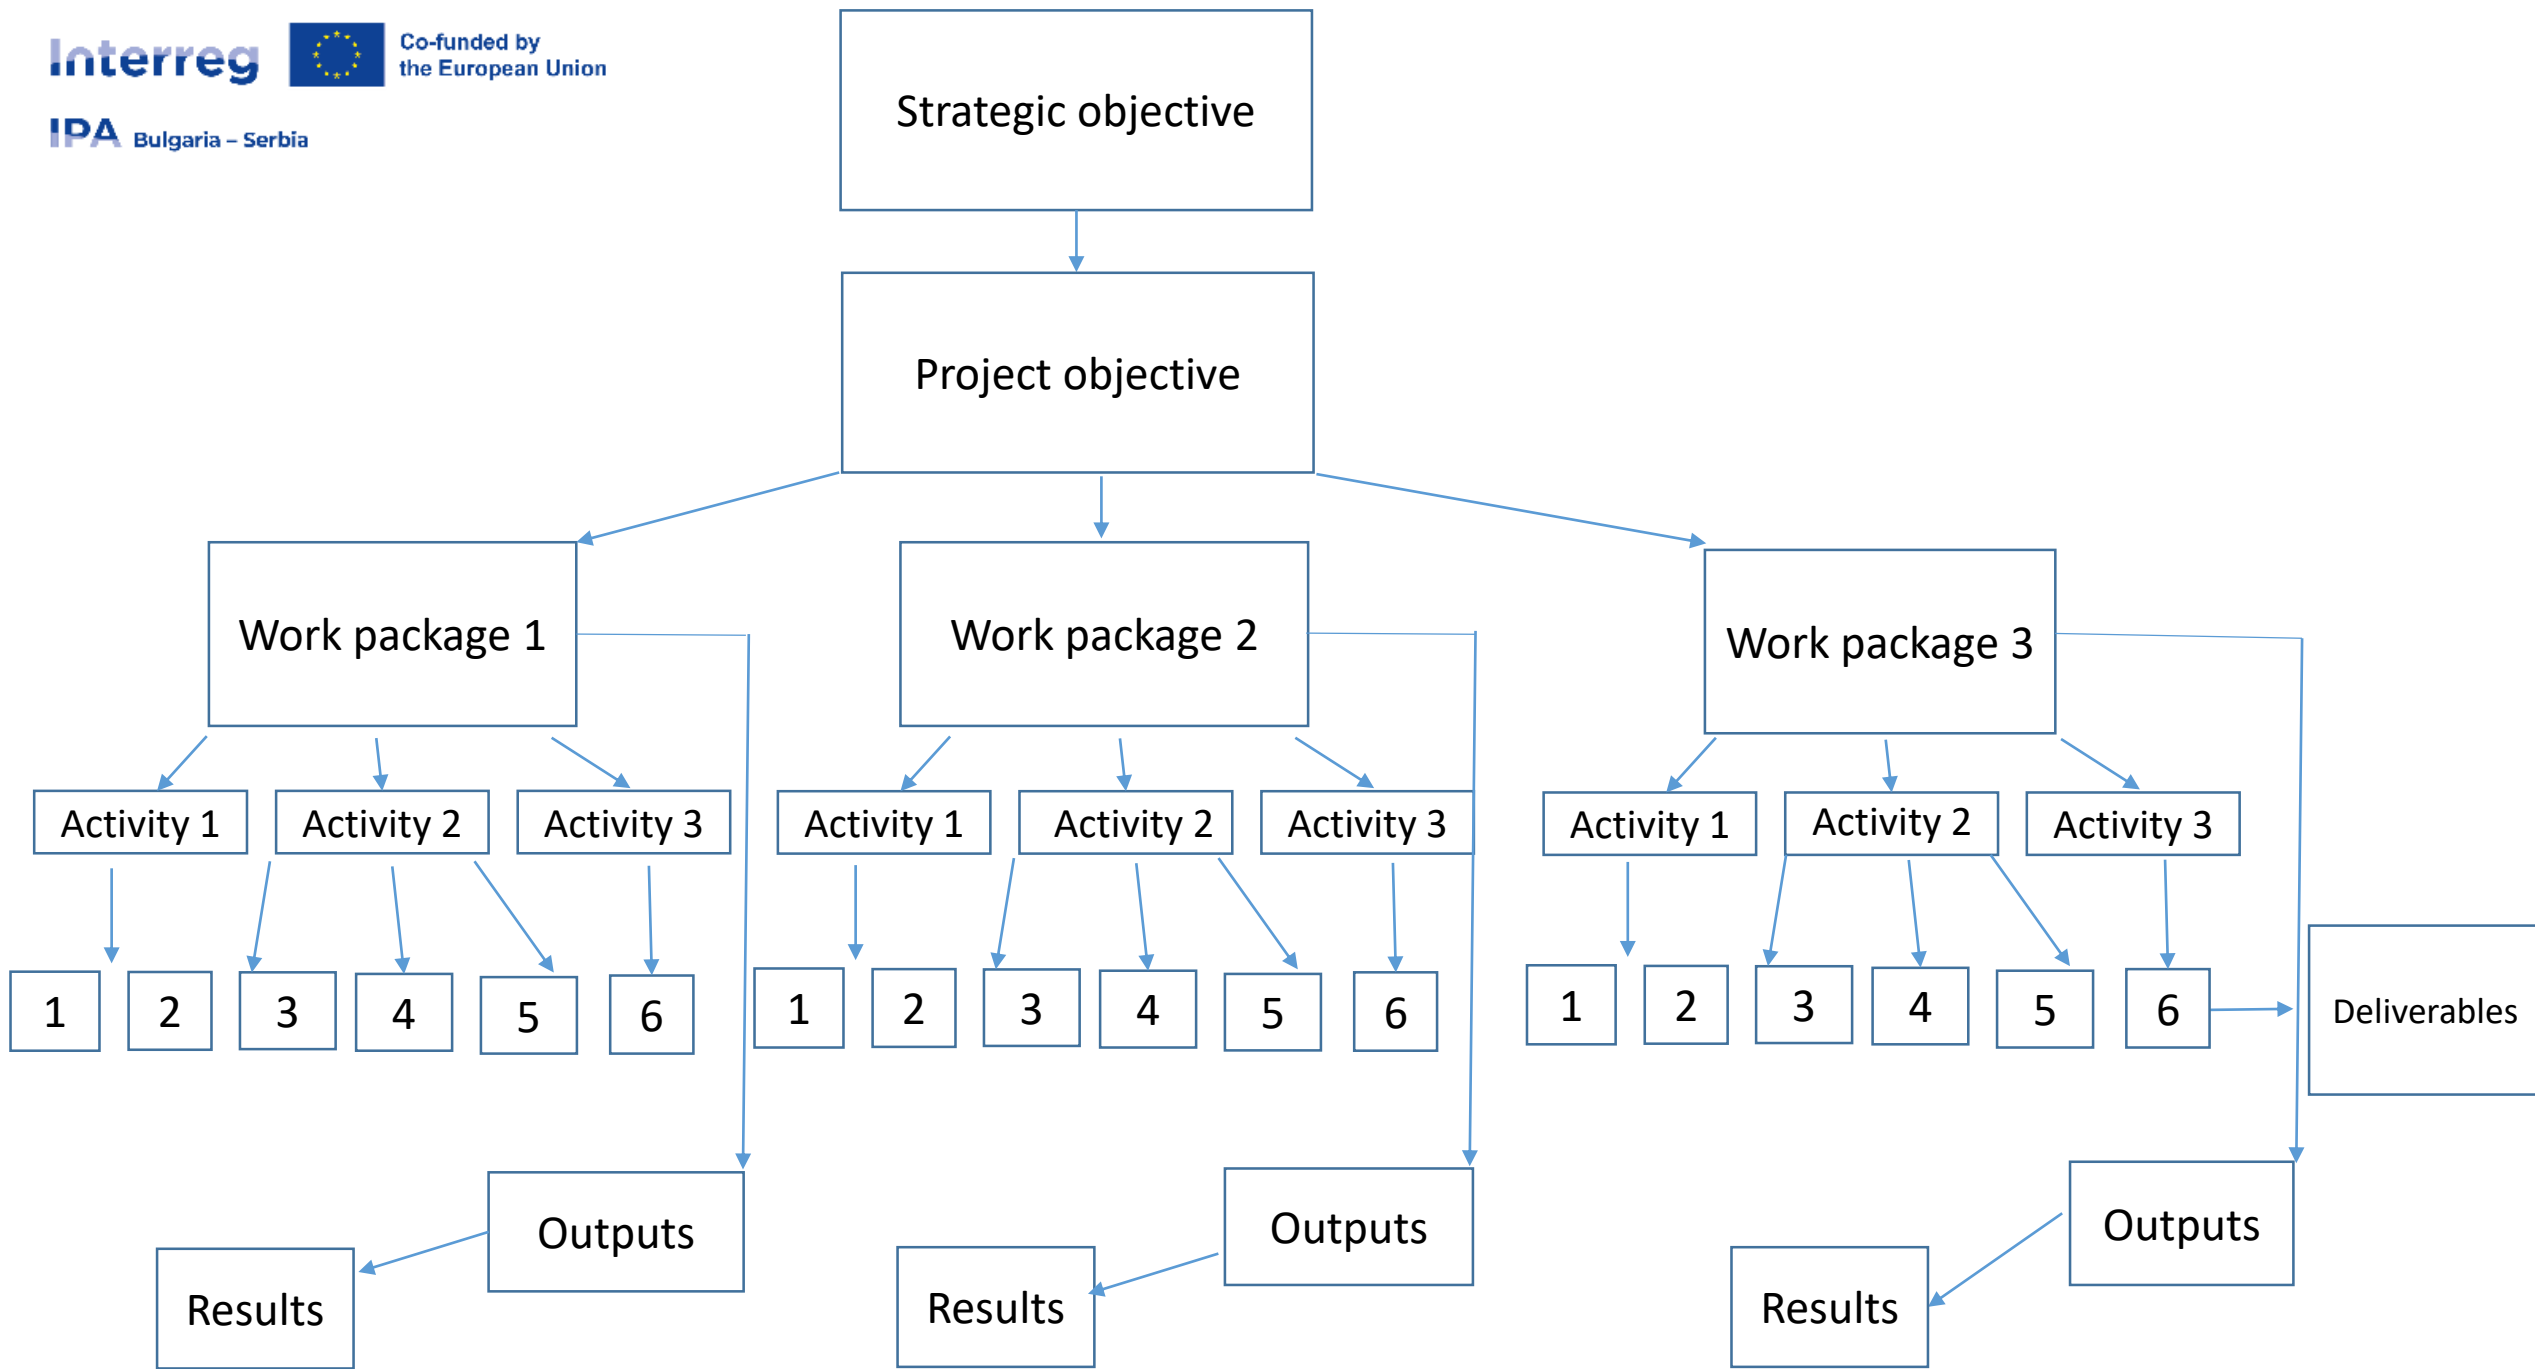 Interreg
Co-funded by
the European Union
IPA Bulgaria – Serbia
Strategic objective
Project objective
Work package 1
Work package 2
Work package 3
Activity 1
Activity 2
Activity 3
Activity 1
Activity 2
Activity 3
Activity 1
Activity 2
Activity 3
1
2
3
4
5
6
1
2
3
4
5
6
1
2
3
4
5
6
Deliverables
Outputs
Outputs
Outputs
Results
Results
Results